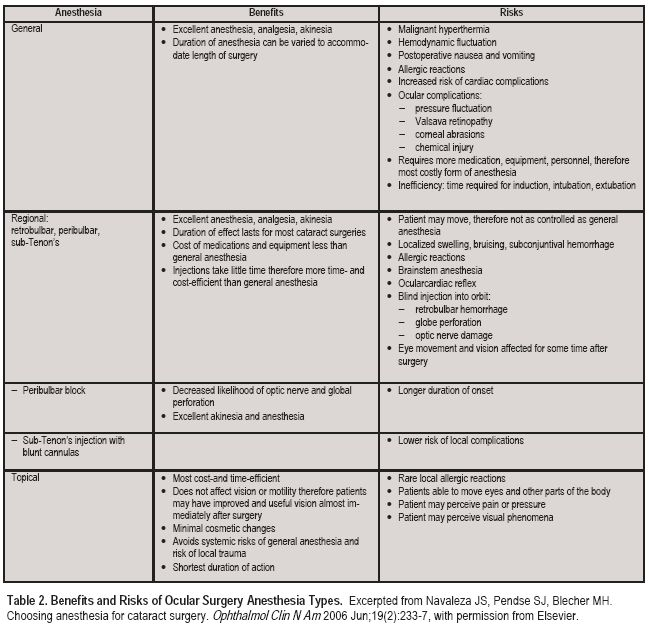 Anesthesia Benefits Risks
General
• Excellent anesthesia, analgesia, akinesia
• Duration of anesthesia can be varied to accommo-
date length of surgery
• Malignant hyperthermia
• Hemodynamic fluctuation
• Postoperative nausea and vomiting
• Allergic reactions
• Increased risk of cardiac complications
• Ocular complications:
– pressure fluctuation
– Valsava retinopathy
– corneal abrasions
– chemical injury
• Requires more medication, equipment, personnel, therefore
most costly form of anesthesia
• Inefficiency: time required for induction, intubation, extubation
Regional:
retrobulbar, peribulbar,
sub-Tenon's
• Excellent anesthesia, analgesia, akinesia
• Duration of effect lasts for most cataract surgeries
• Cost of medications and equipment less than
general anesthesia
• Injections take little time therefore more time- and
cost-efficient than general anesthesia
• Patient may move, therefore not as controlled as general
anesthesia
• Localized swelling, bruising, subconjuntival hemorrhage
• Allergic reactions
• Brainstem anesthesia
• Ocularcardiac reflex
• Blind injection into orbit:
– retrobulbar hemorrhage
– globe perforation
– optic nerve damage
• Eye movement and vision affected for some time after
surgery
– Peribulbar block
• Decreased likelihood of optic nerve and global
perforation
• Excellent akinesia and anesthesia
• Longer duration of onset
– Sub-Tenon's injection with
blunt cannulas
• Lower risk of local complications
Topical
• Most cost-and time-efficient
• Does not affect vision or motility therefore patients
may have improved and useful vision almost im-
mediately after surgery
• Minimal cosmetic changes
• Avoids systemic risks of general anesthesia and
risk of local trauma
• Shortest duration of action
• Rare local allergic reactions
• Patients able to move eyes and other parts of the body
• Patient may perceive pain or pressure
• Patient may perceive visual phenomena
Table 2. Benefits and Risks of Ocular Surgery Anesthesia Types. Excerpted from Navaleza JS, Pendse SJ, Blecher MH.
Choosing anesthesia for cataract surgery. Ophthalmol Clin N Am 2006 Jun;19(2):233-7, with permission from Elsevier.